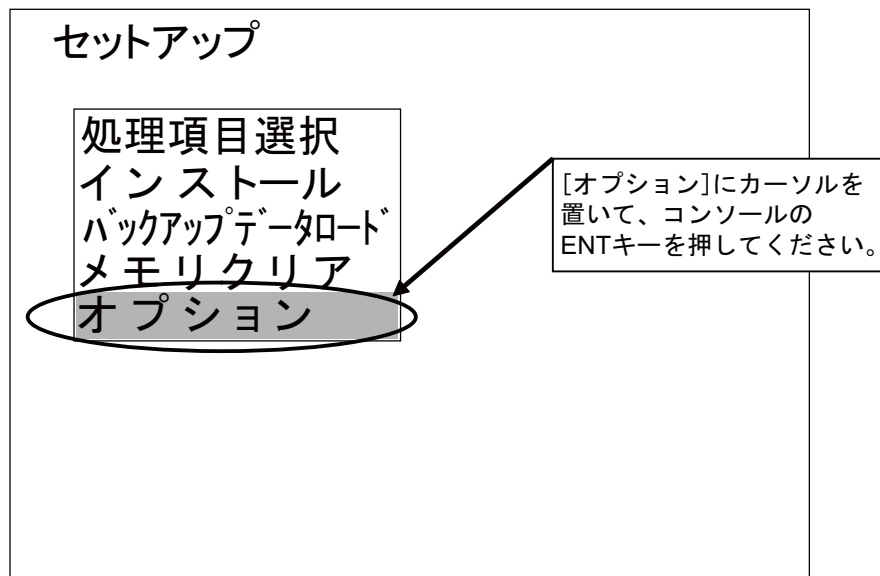 セットアップ
処理項目選択
インストール
ﾊﾞｯｸｱｯﾌﾟﾃﾞｰﾀﾛｰﾄﾞ
メモリクリア
オプション
[オプション]にカーソルを
置いて、コンソールの
ENTキーを押してください。